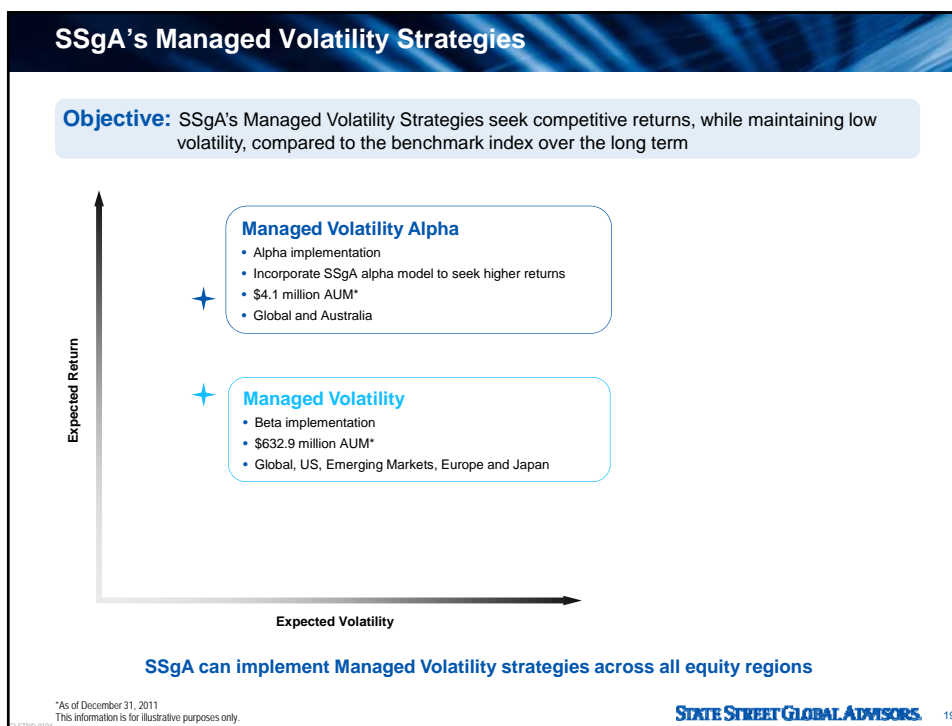 SSgA's Managed Volatility Strategies
Objective: SSgA's Managed Volatility Strategies seek competitive returns, while maintaining low
volatility, compared to the benchmark index over the long term
Managed Volatility Alpha
• Alpha implementation
• Incorporate SSgA alpha model to seek higher returns
• $4.1 million AUM*
• Global and Australia
Managed Volatility
• Beta implementation
• $632.9 million AUM*
• Global, US, Emerging Markets, Europe and Japan
Expected Return
Expected Volatility
SSgA can implement Managed Volatility strategies across all equity regions
*As of December 31, 2011
This information is for illustrative purposes only.
STATE STREET GLOBAL ADVISORS.